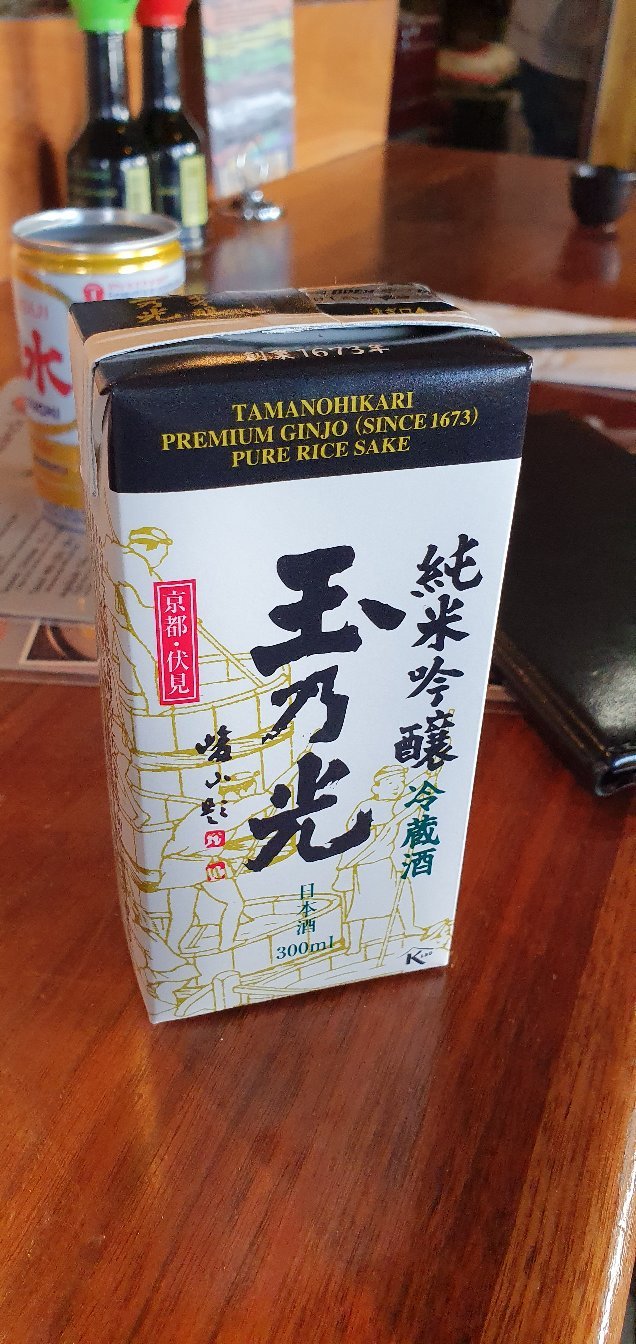 創業1673年
TAMANOHIKARI
PREMIUM GINJO (SINCE 1673)
PURE RICE SAKE
純米吟醸
冷蔵酒
玉乃光
京都・伏見
日本酒
300ml
水